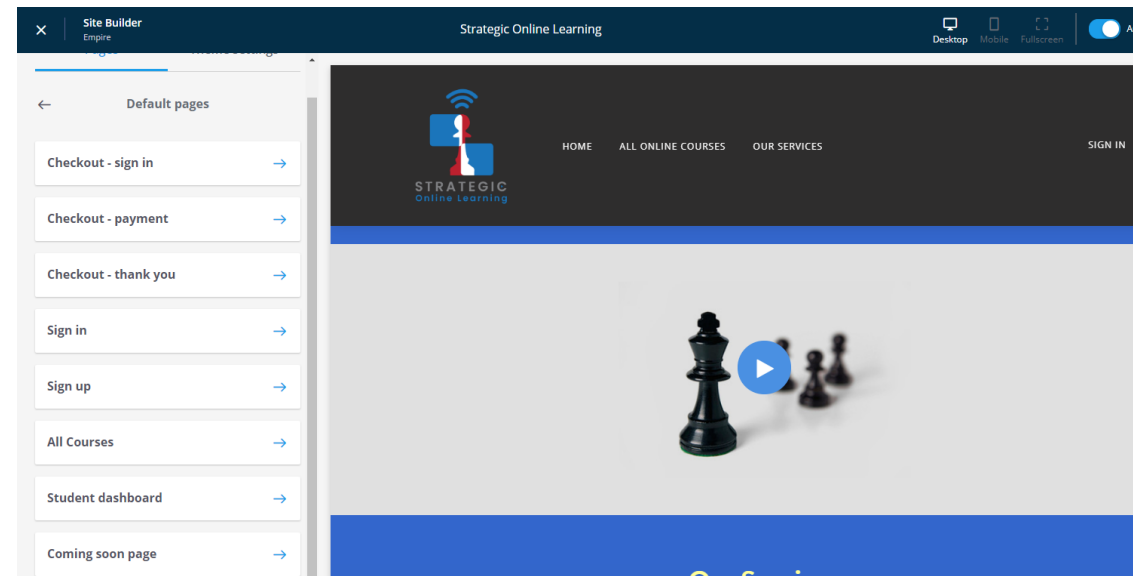 Site Builder
Empire
Strategic Online Learning
Desktop
Mobile
Fullscreen
Default pages
Checkout - sign in
Checkout - payment
Checkout - thank you
Sign in
Sign up
All Courses
Student dashboard
Coming soon page
STRATEGIC
Online Learning
HOME
ALL ONLINE COURSES
OUR SERVICES
SIGN IN